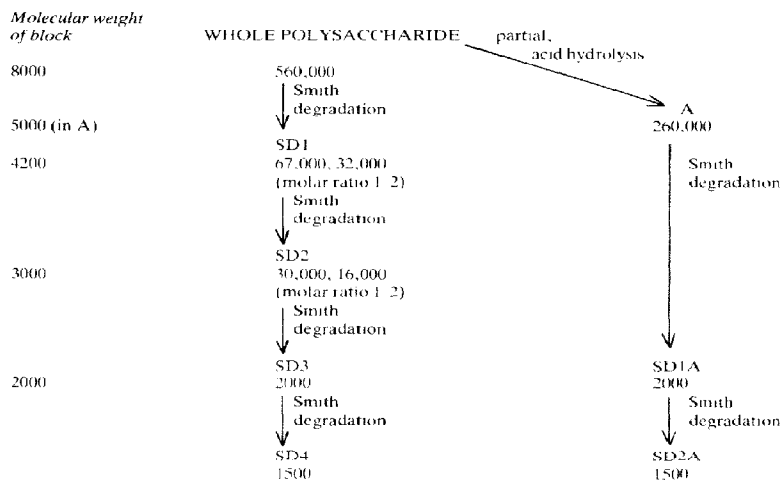 Molecular weight
of block
WHOLE POLYSACCHARIDE
partial,
acid hydrolysis
8000
560,000
Smith
degradation
A
5000 (in A)
260,000
SD1
4200
67,000, 32,000
(molar ratio 1 2)
Smith
degradation
Smith
degradation
SD2
3000
30,000, 16,000
(molar ratio 1 2)
Smith
degradation
SD3
SD1A
2000
2000
2000
Smith
degradation
Smith
degradation
SD4
SD2A
1500
1500